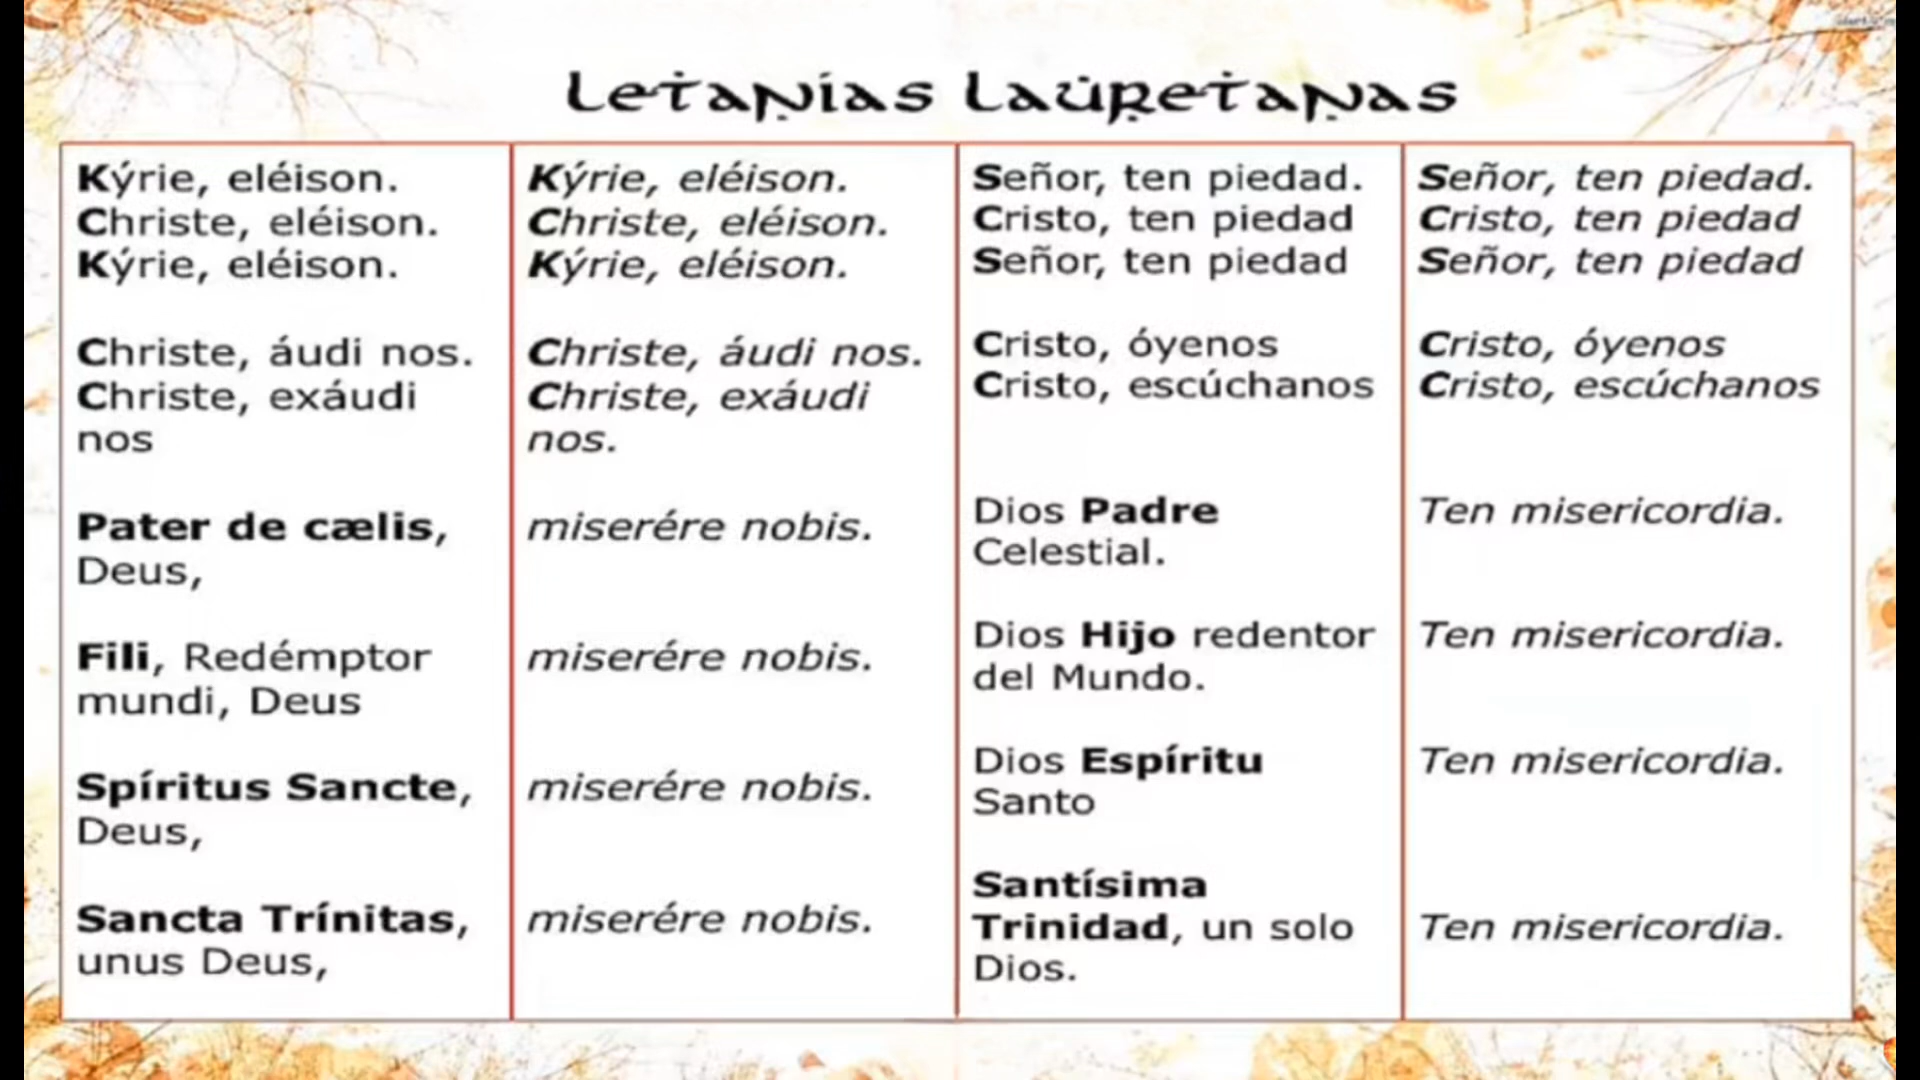 Letanías Lauretanas
Kýrie, eléison.
Christe, eléison.
Kýrie, eléison.
Christe, áudi nos.
Christe, exáudi
nos
Pater de cælis,
Deus,
Fili, Redémptor
mundi, Deus
Spíritus Sancte,
Deus,
Sancta Trínitas,
unus Deus,
Kýrie, eléison.
Christe, eléison.
Kýrie, eléison.
Christe, áudi nos.
Christe, exáudi
nos.
miserére nobis.
miserére nobis.
miserére nobis.
miserére nobis.
Señor, ten piedad.
Cristo, ten piedad
Señor, ten piedad
Cristo, óyenos
Cristo, escúchanos
Dios Padre
Celestial.
Dios Hijo redentor
del Mundo.
Dios Espíritu
Santo
Santísima
Trinidad, un solo
Dios.
Señor, ten piedad.
Cristo, ten piedad
Señor, ten piedad
Cristo, óyenos
Cristo, escúchanos
Ten misericordia.
Ten misericordia.
Ten misericordia.
Ten misericordia.